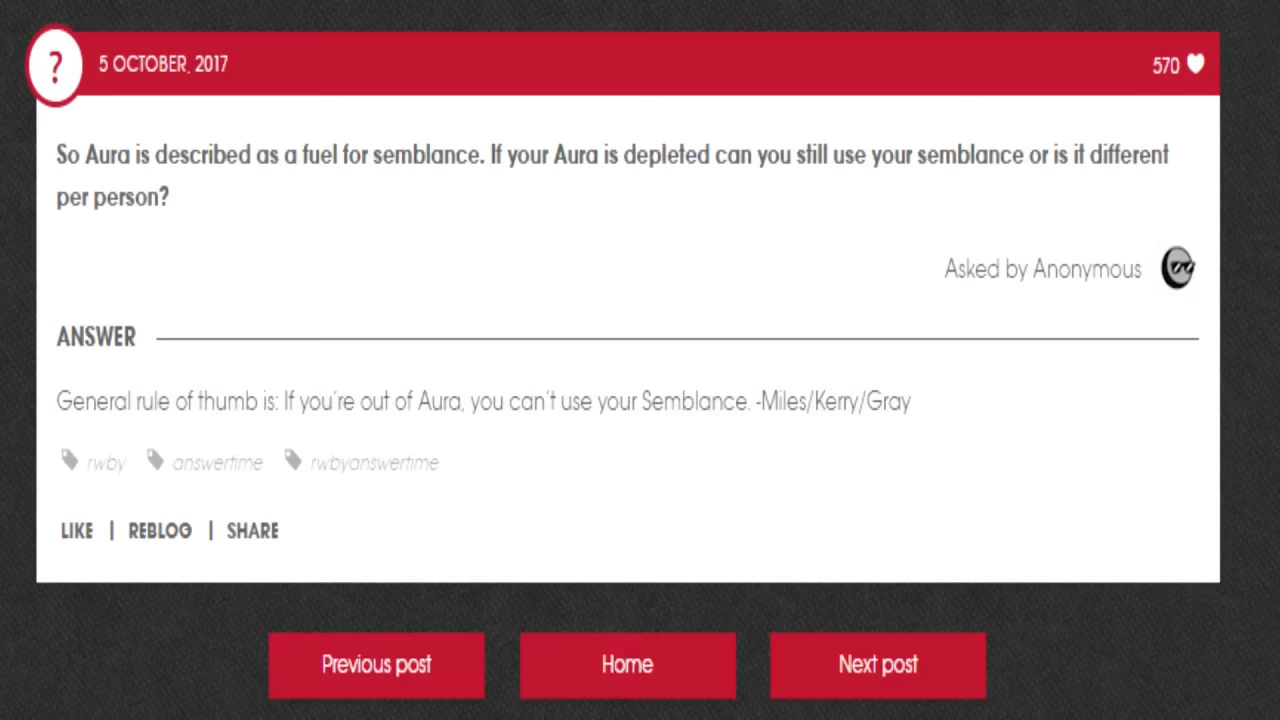 ?
5 OCTOBER, 2017
570
So Aura is described as a fuel for semblance. If your Aura is depleted can you still use your semblance or is it different
per person?
Asked by Anonymous
ANSWER
General rule of thumb is: If you're out of Aura, you can't use your Semblance. -Miles/Kerry/Gray
rwby answertime rwbyanswertime
LIKE | REBLOG | SHARE
Previous post Home Next post